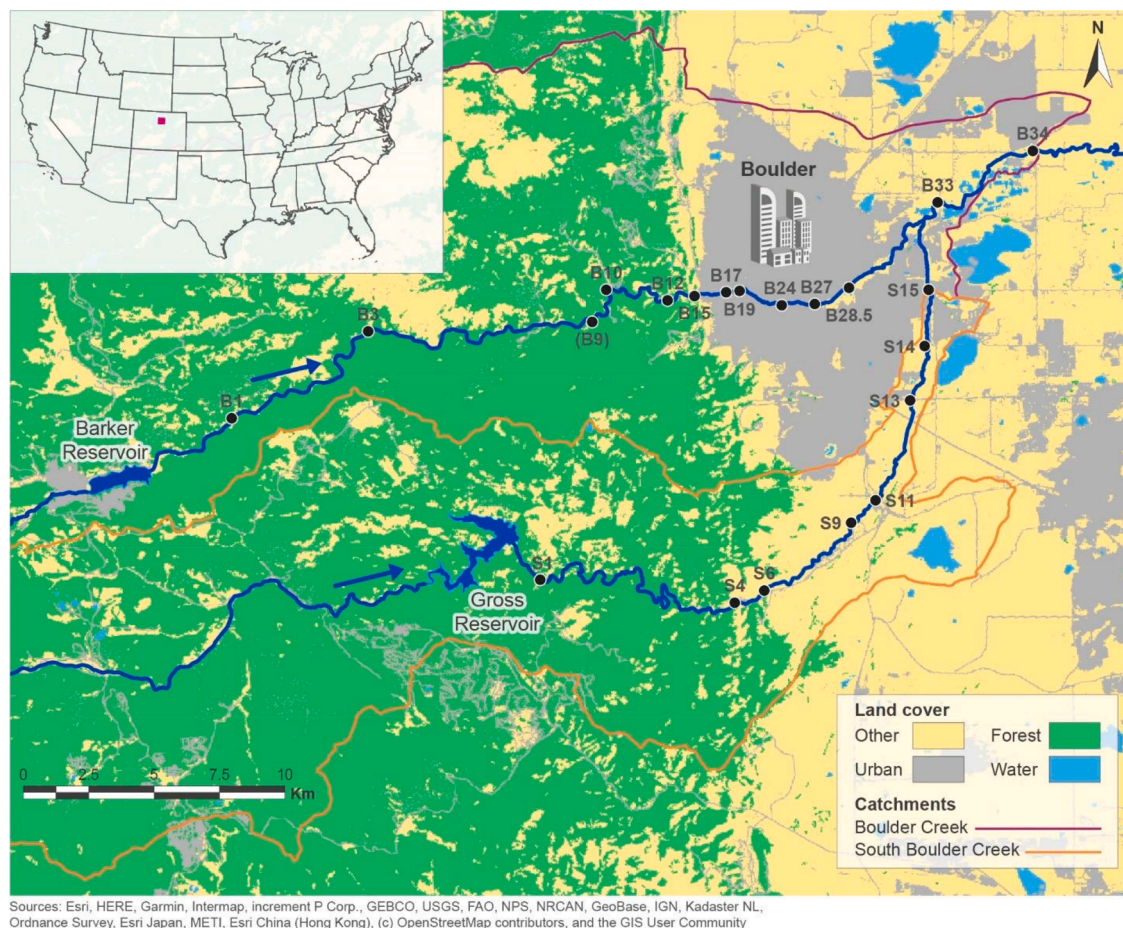 N
B34
Boulder
B33
B10
B12
B17
B24
B27
S15
B3
B15
B19
(B9)
B28.5
S14
S13
B1
Barker
Reservoir
S11
S9
S1
S6
S4
Gross
Reservoir
Land cover
Other
Forest
Urban
Water
Catchments
Boulder Creek
South Boulder Creek
0 2.5 5 7.5 10
Km
Sources: Esri, HERE, Garmin, Intermap, increment P Corp., GEBCO, USGS, FAO, NPS, NRCAN, GeoBase, IGN, Kadaster NL,
Ordnance Survey, Esri Japan, METI, Esri China (Hong Kong), (c) OpenStreetMap contributors, and the GIS User Community